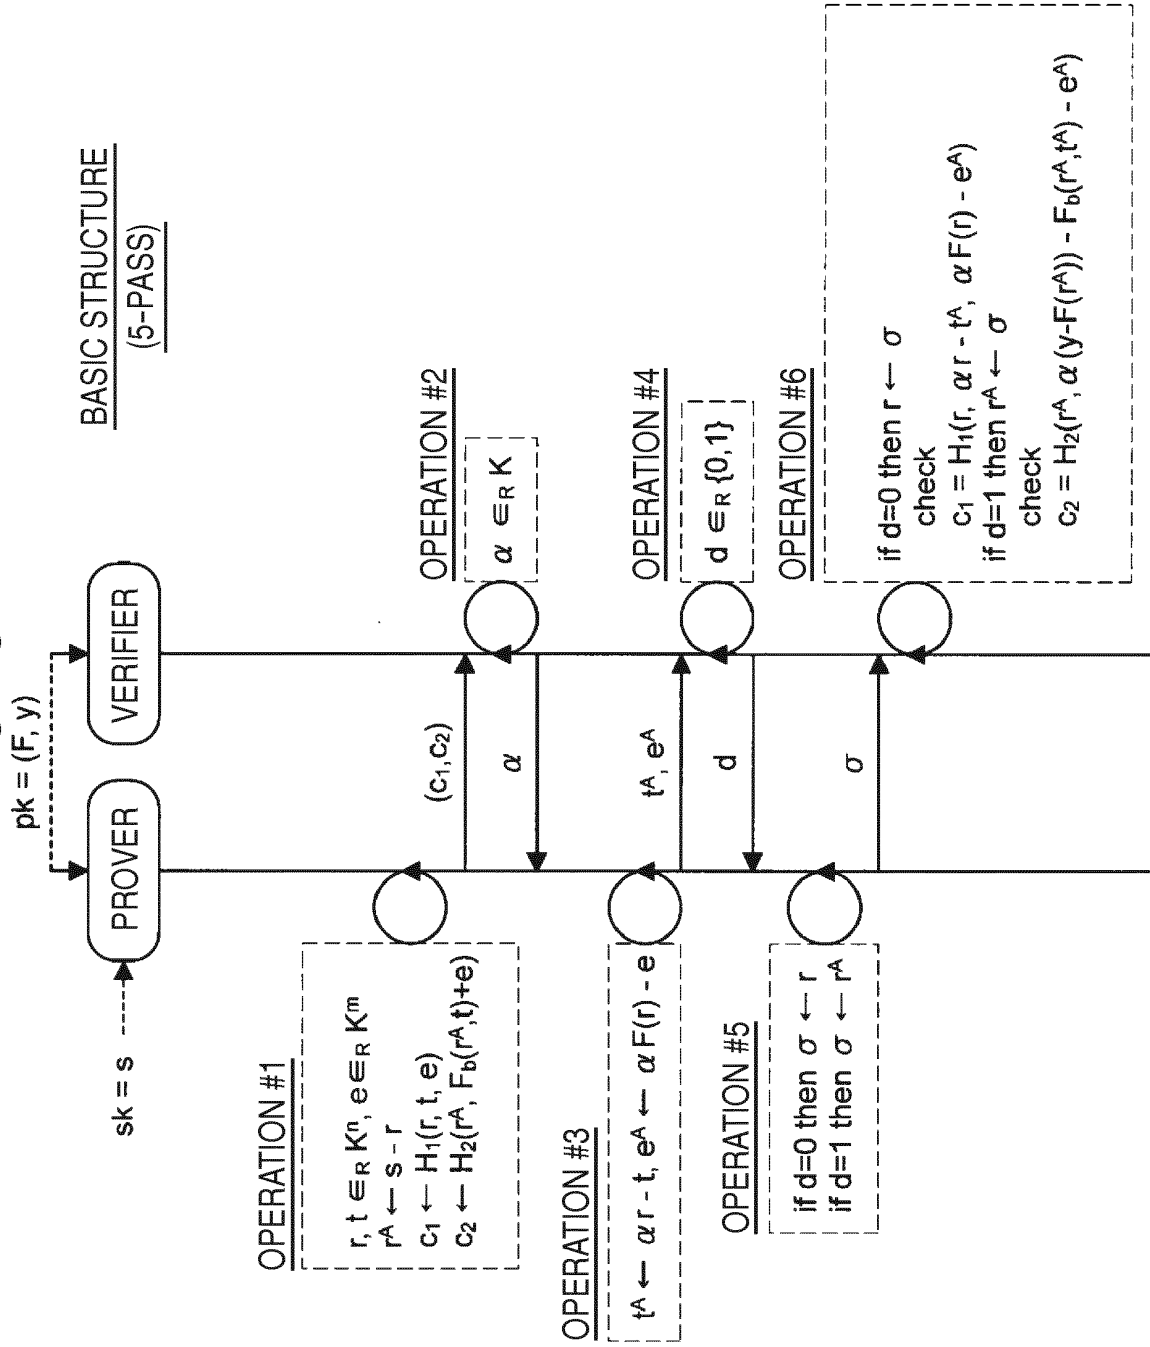 BASIC STRUCTURE
(5-PASS)
pk = (F, y)
sk = s
PROVER
VERIFIER
OPERATION #1
r, t ∈R Kⁿ, e ∈R Kᵐ
rᴬ ← s - r
c₁ ← H₁(r, t, e)
c₂ ← H₂(rᴬ, Fb(rᴬ,t)+e)
(c₁,c₂)
OPERATION #2
α ∈R K
α
OPERATION #3
tᴬ ← αr - t, eᴬ ← αF(r) - e
tᴬ, eᴬ
OPERATION #4
d ∈R {0,1}
d
OPERATION #5
if d=0 then σ ← r
if d=1 then σ ← rᴬ
σ
OPERATION #6
if d=0 then r ← σ
check
c₁ = H₁(r, αr - tᴬ, αF(r) - eᴬ)
if d=1 then rᴬ ← σ
check
c₂ = H₂(rᴬ, α(y-F(rᴬ)) - Fb(rᴬ,tᴬ) - eᴬ)